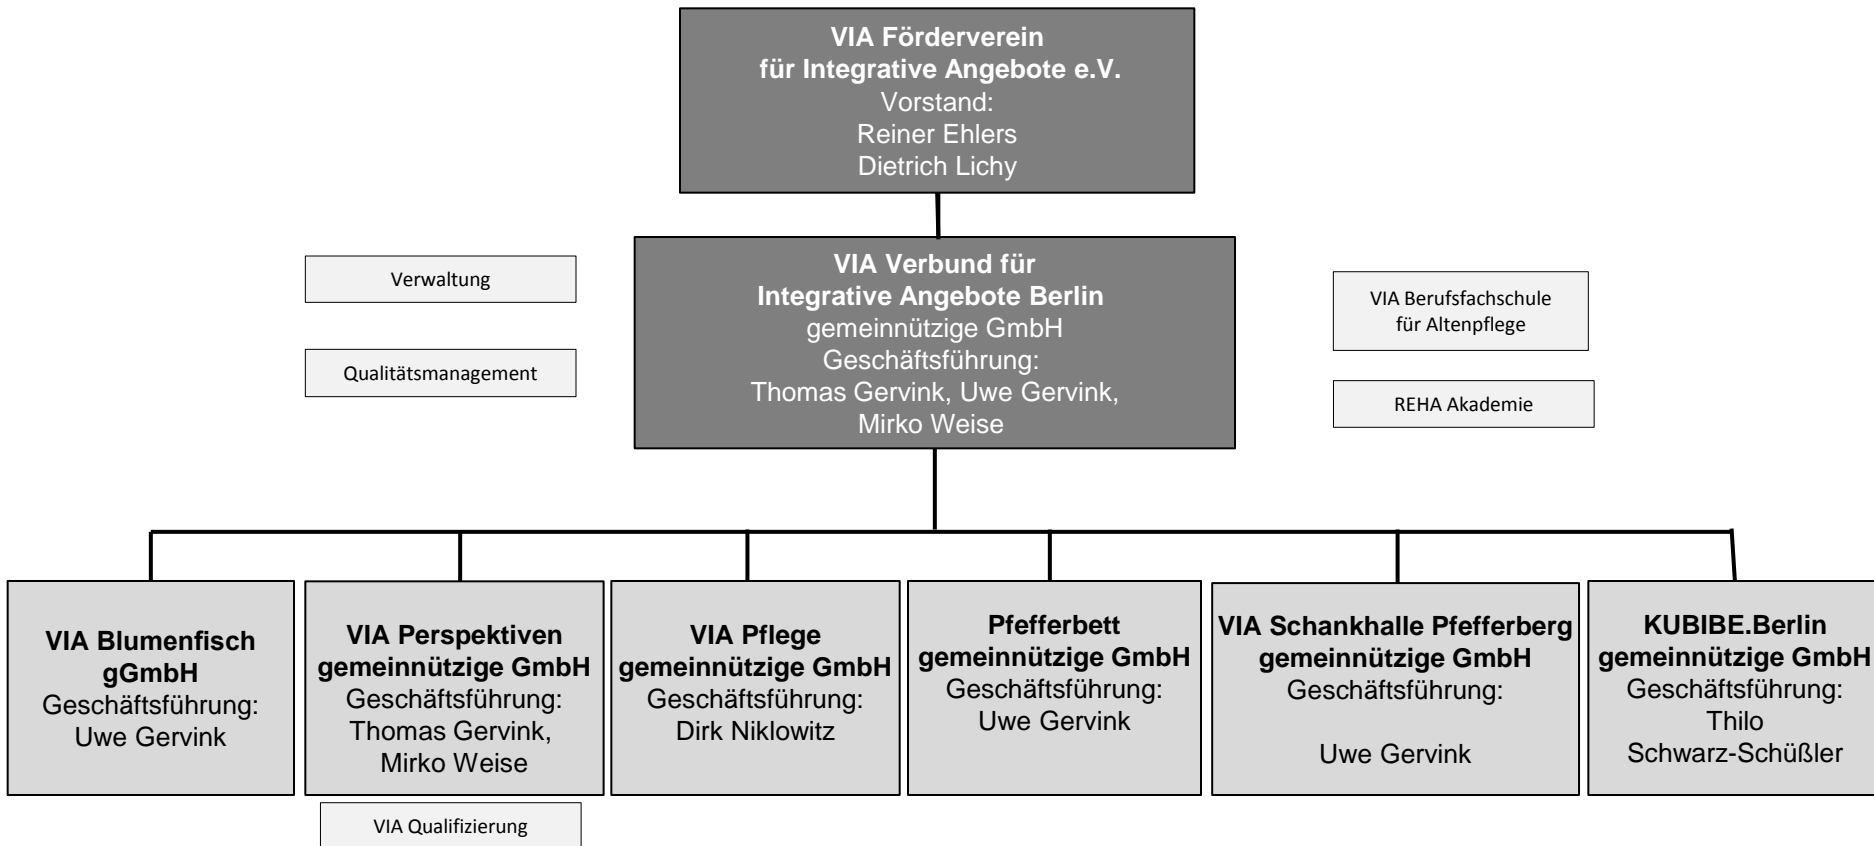 VIA Förderverein
für Integrative Angebote e.V.
Vorstand:
Reiner Ehlers
Dietrich Lichy
Verwaltung
Qualitätsmanagement
VIA Verbund für
Integrative Angebote Berlin
gemeinnützige GmbH
Geschäftsführung:
Thomas Gervink, Uwe Gervink,
Mirko Weise
VIA Berufsfachschule
für Altenpflege
REHA Akademie
VIA Blumenfisch
gGmbH
Geschäftsführung:
Uwe Gervink
VIA Perspektiven
gemeinnützige GmbH
Geschäftsführung:
Thomas Gervink,
Mirko Weise
VIA Qualifizierung
VIA Pflege
gemeinnützige GmbH
Geschäftsführung:
Dirk Niklowitz
Pfefferbett
gemeinnützige GmbH
Geschäftsführung:
Uwe Gervink
VIA Schankhalle Pfefferberg
gemeinnützige GmbH
Geschäftsführung:
Uwe Gervink
KUBIBE.Berlin
gemeinnützige GmbH
Geschäftsführung:
Thilo
Schwarz-Schüßler